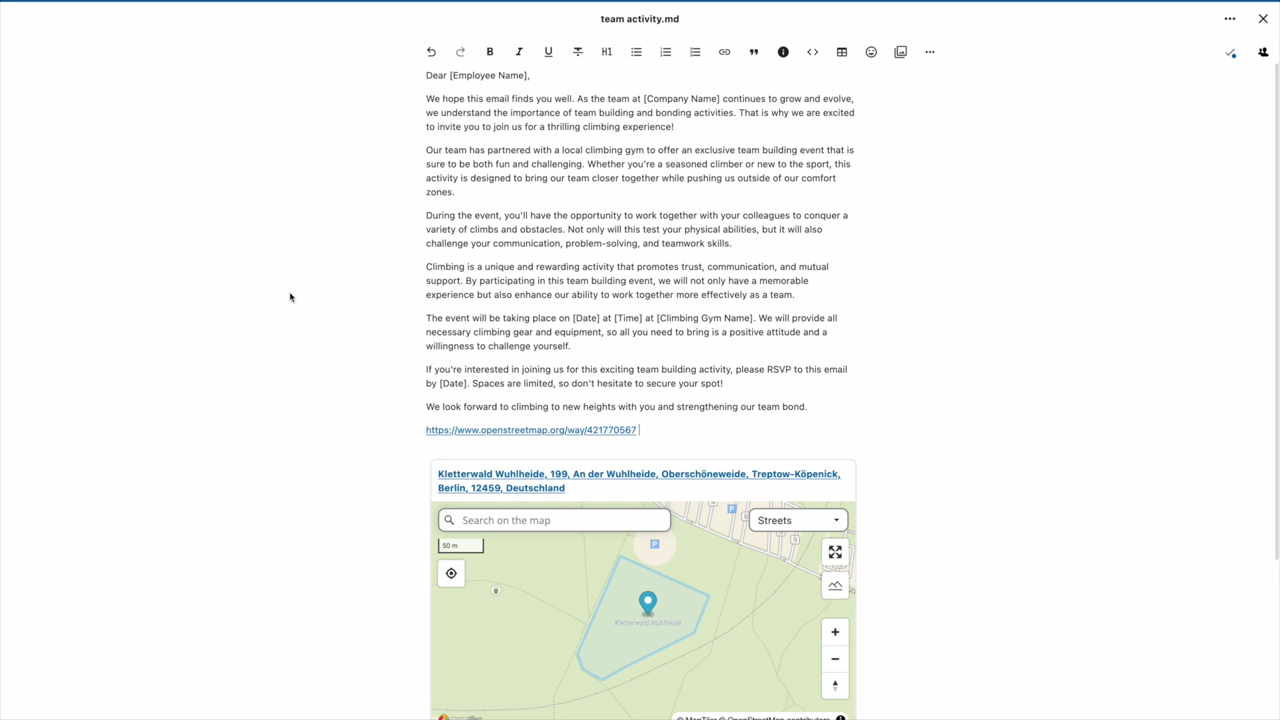 team activity.md
H1
Dear [Employee Name],
We hope this email finds you well. As the team at [Company Name] continues to grow and evolve,
we understand the importance of team building and bonding activities. That is why we are excited
to invite you to join us for a thrilling climbing experience!
Our team has partnered with a local climbing gym to offer an exclusive team building event that is
sure to be both fun and challenging. Whether you're a seasoned climber or new to the sport, this
activity is designed to bring our team closer together while pushing us outside of our comfort
zones.
During the event, you'll have the opportunity to work together with your colleagues to conquer a
variety of climbs and obstacles. Not only will this test your physical abilities, but it will also
challenge your communication, problem-solving, and teamwork skills.
Climbing is a unique and rewarding activity that promotes trust, communication, and mutual
support. By participating in this team building event, we will not only have a memorable
experience but also enhance our ability to work together more effectively as a team.
The event will be taking place on [Date] at [Time] at [Climbing Gym Name]. We will provide all
necessary climbing gear and equipment, so all you need to bring is a positive attitude and a
willingness to challenge yourself.
If you're interested in joining us for this exciting team building activity, please RSVP to this email
by [Date]. Spaces are limited, so don't hesitate to secure your spot!
We look forward to climbing to new heights with you and strengthening our team bond.
https://www.openstreetmap.org/way/421770567
Kletterwald Wuhlheide, 199, An der Wuhlheide, Oberschöneweide, Treptow-Köpenick,
Berlin, 12459, Deutschland
Search on the map
Streets
50 m
Kletterwald Wuhlheide
© MapTiler © OpenStreetMap contributors